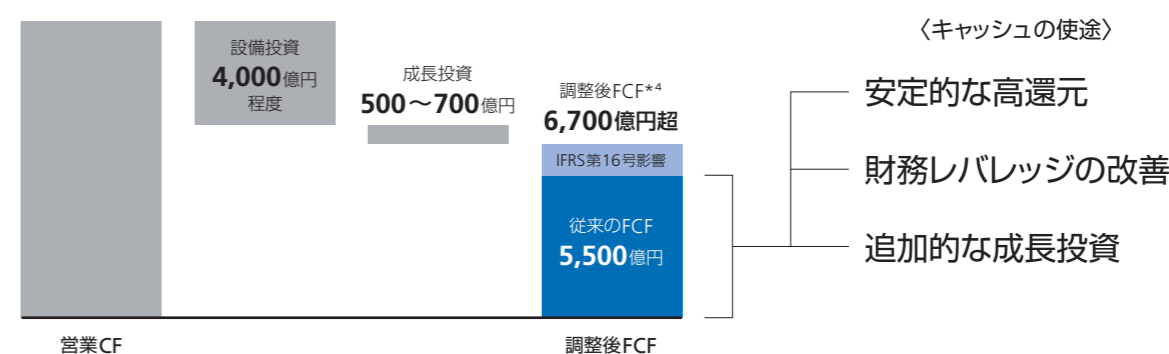 設備投資
4,000億円
程度
成長投資
500～700億円
調整後FCF*4
6,700億円超
IFRS第16号影響
従来のFCF
5,500億円
営業CF
調整後FCF
〈キャッシュの使途〉
安定的な高還元
財務レバレッジの改善
追加的な成長投資